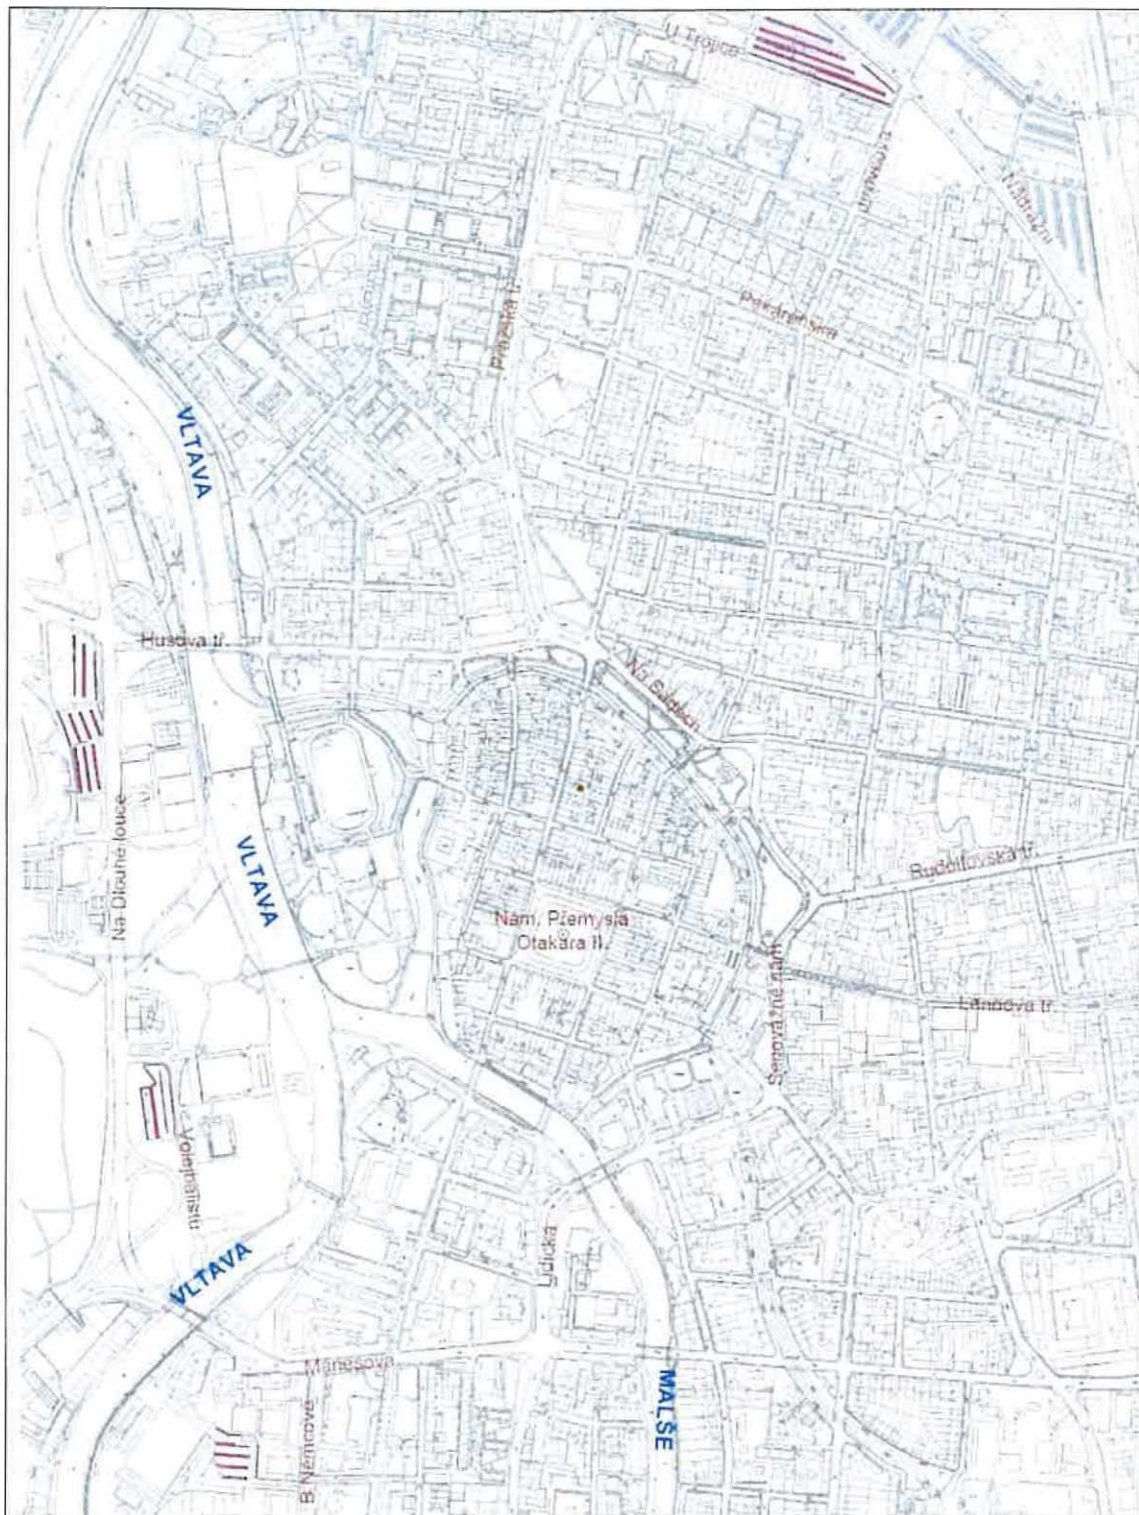 U Trojice
Nádražní
Pekárenská
Pražská tř.
VLTAVA
Husova tř.
Na Sadech
Na Dlouhé louce
VLTAVA
Rudolfovská tř.
Nám. Přemysla
Otakara II.
Senovážné nám.
Lannova tř.
VLTAVA
Lidická
Mánesova
MALŠE
B.Němcové